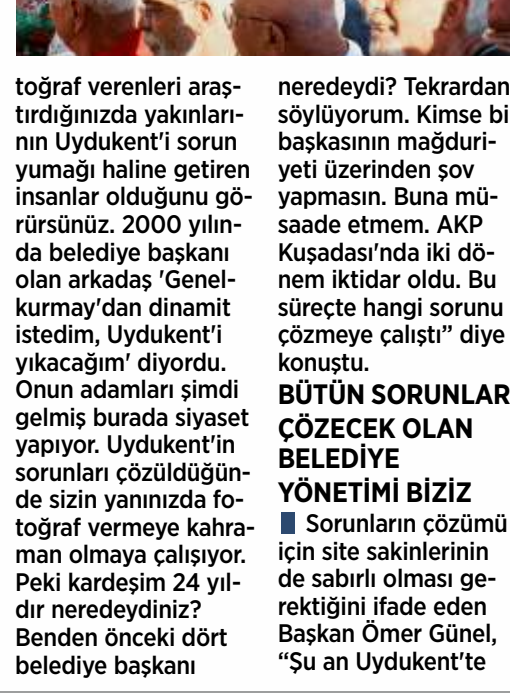 toğraf verenleri araş-
tırdığınızda yakınları-
nın Uydukent'i sorun
yumağı haline getiren
insanlar olduğunu gö-
rürsünüz. 2000 yılın-
da belediye başkanı
olan arkadaş 'Genel-
kurmay'dan dinamit
istedim, Uydukent'i
yıkacağım' diyordu.
Onun adamları şimdi
gelmiş burada siyaset
yapıyor. Uydukent'in
sorunları çözüldüğün-
de sizin yanınızda fo-
toğraf vermeye kahra-
man olmaya çalışıyor.
Peki kardeşim 24 yıl-
dır neredeydiniz?
Benden önceki dört
belediye başkanı
neredeydi? Tekrardan
söylüyorum. Kimse bi
başkasının mağduri-
yeti üzerinden şov
yapmasın. Buna mü-
saade etmem. AKP
Kuşadası'nda iki dö-
nem iktidar oldu. Bu
süreçte hangi sorunu
çözmeye çalıştı” diye
konuştu.
BÜTÜN SORUNLAR
ÇÖZECEK OLAN
BELEDİYE
YÖNETİMİ BİZİZ
Sorunların çözümü
için site sakinlerinin
de sabırlı olması ge-
rektiğini ifade eden
Başkan Ömer Günel,
“Şu an Uydukent'te